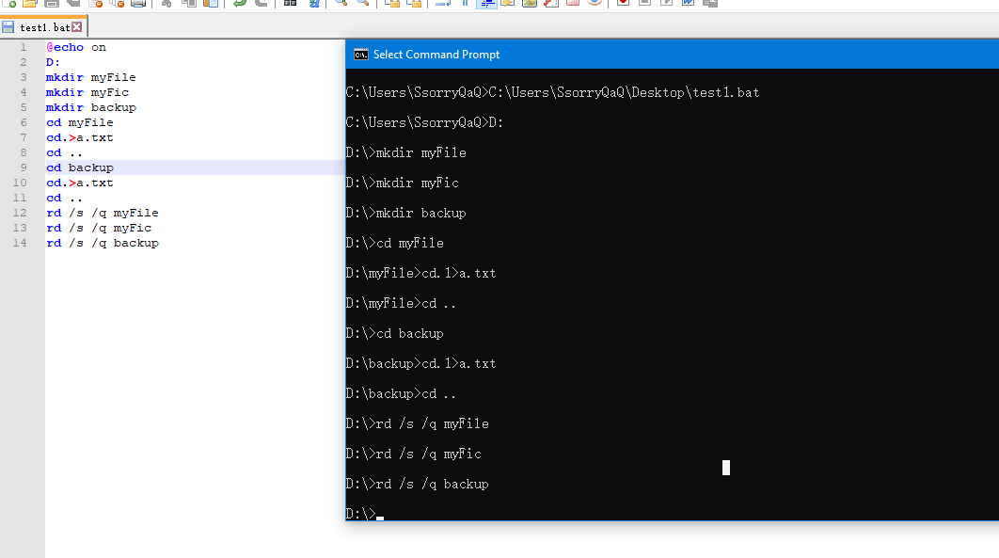 test1.bat
1 @echo on
2 D:
3 mkdir myFile
4 mkdir myFic
5 mkdir backup
6 cd myFile
7 cd.>a.txt
8 cd ..
9 cd backup
10 cd.>a.txt
11 cd ..
12 rd /s /q myFile
13 rd /s /q myFic
14 rd /s /q backup
Select Command Prompt
C:\Users\SsorryQaQ>C:\Users\SsorryQaQ\Desktop\test1.bat
C:\Users\SsorryQaQ>D:
D:\>mkdir myFile
D:\>mkdir myFic
D:\>mkdir backup
D:\>cd myFile
D:\myFile>cd.1>a.txt
D:\myFile>cd ..
D:\>cd backup
D:\backup>cd.1>a.txt
D:\backup>cd ..
D:\>rd /s /q myFile
D:\>rd /s /q myFic
D:\>rd /s /q backup
D:\>